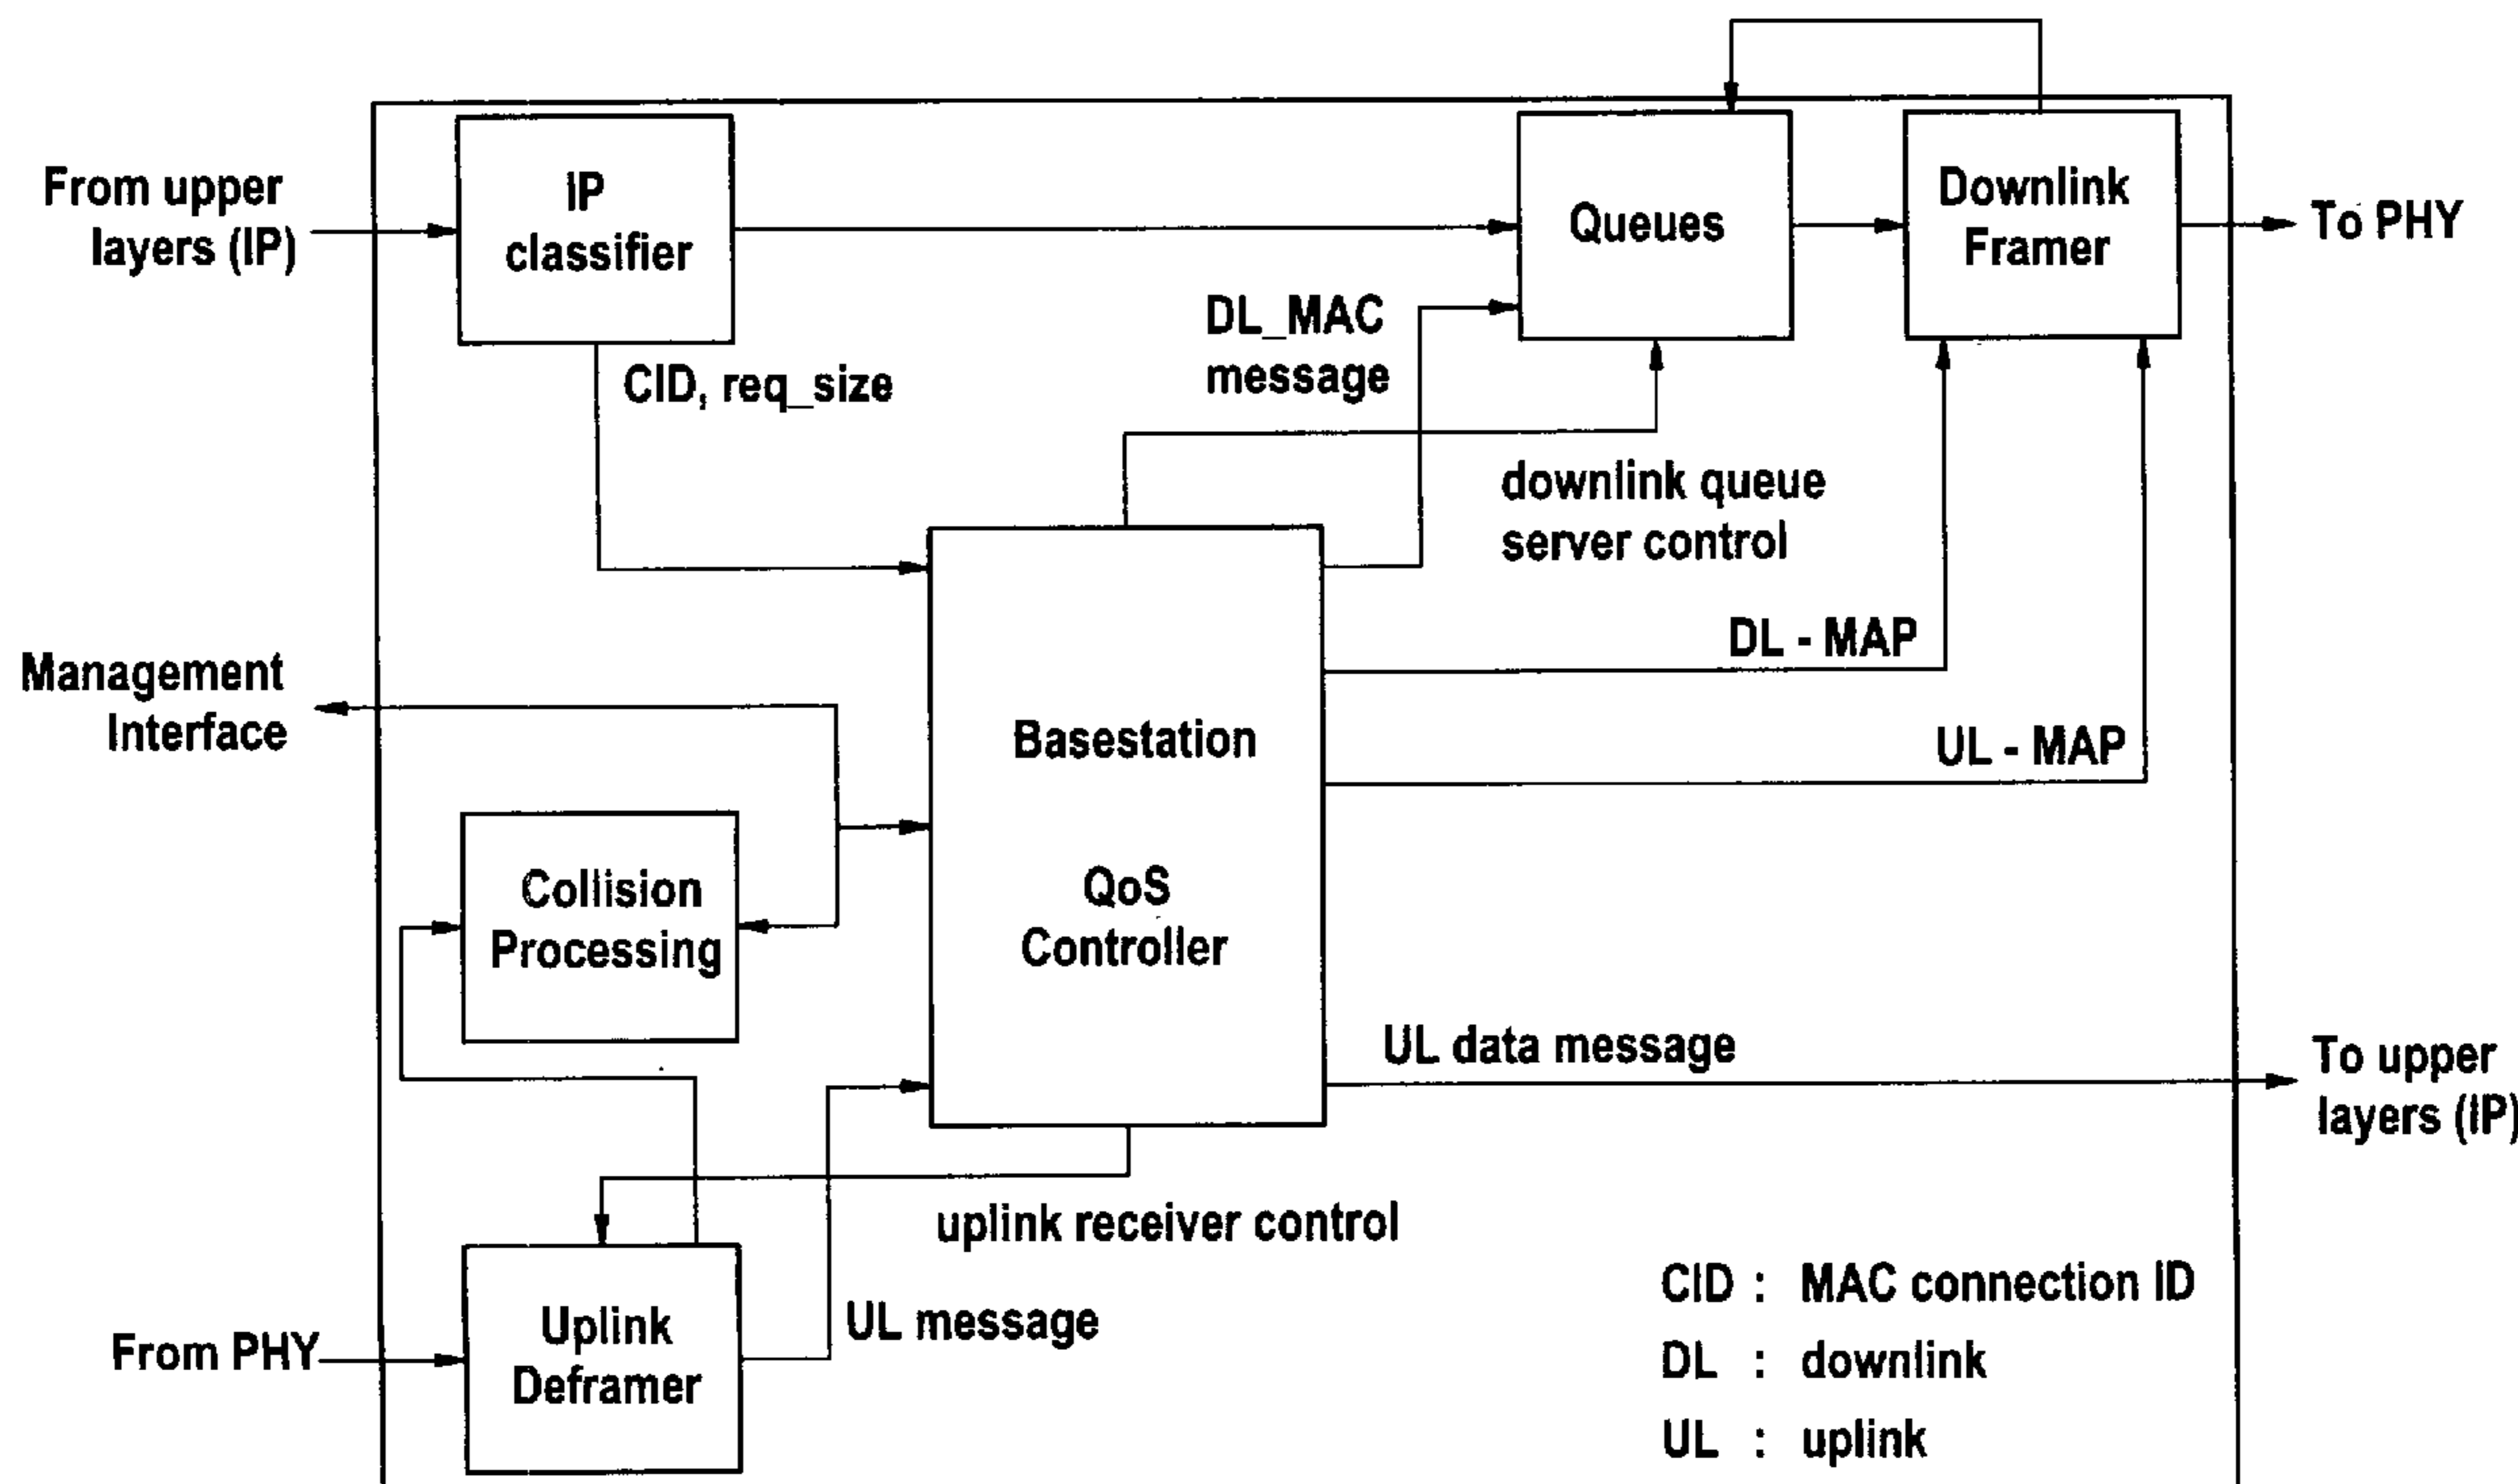 From upper
layers (IP)
IP
classifier
Queues
Downlink
Framer
To PHY
CID, req_size
DL_MAC
message
downlink queue
server control
DL - MAP
Management
Interface
UL - MAP
Basestation
QoS
Controller
Collision
Processing
UL data message
To upper
layers (IP)
uplink receiver control
From PHY
Uplink
Deframer
UL message
CID : MAC connection ID
DL : downlink
UL : uplink